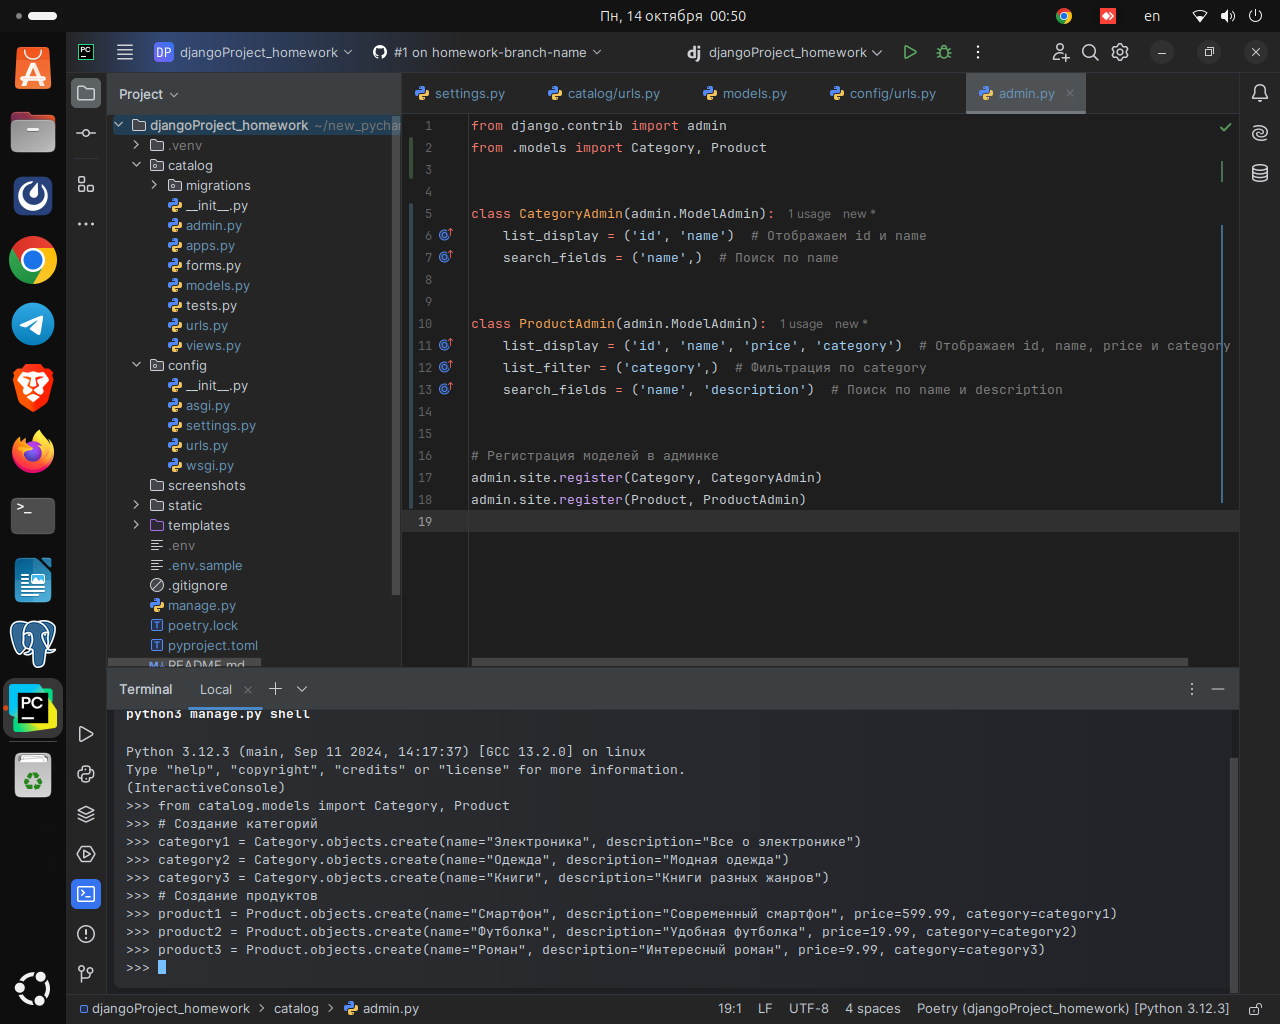 Пн, 14 октября 00:50
en
PC
DP djangoProject_homework
#1 on homework-branch-name
dj djangoProject_homework
Project
settings.py
catalog/urls.py
models.py
config/urls.py
admin.py
djangoProject_homework ~/new_pychar
.venv
catalog
migrations
__init__.py
admin.py
apps.py
forms.py
models.py
tests.py
urls.py
views.py
config
__init__.py
asgi.py
settings.py
urls.py
wsgi.py
screenshots
static
templates
.env
.env.sample
.gitignore
manage.py
poetry.lock
pyproject.toml
README.md
1 from django.contrib import admin
2 from .models import Category, Product
3
4
5 class CategoryAdmin(admin.ModelAdmin): 1 usage new *
6 list_display = ('id', 'name') # Отображаем id и name
7 search_fields = ('name',) # Поиск по name
8
9
10 class ProductAdmin(admin.ModelAdmin): 1 usage new *
11 list_display = ('id', 'name', 'price', 'category') # Отображаем id, name, price и category
12 list_filter = ('category',) # Фильтрация по category
13 search_fields = ('name', 'description') # Поиск по name и description
14
15
16 # Регистрация моделей в админке
17 admin.site.register(Category, CategoryAdmin)
18 admin.site.register(Product, ProductAdmin)
19
Terminal
Local
python3 manage.py shell
Python 3.12.3 (main, Sep 11 2024, 14:17:37) [GCC 13.2.0] on linux
Type "help", "copyright", "credits" or "license" for more information.
(InteractiveConsole)
>>> from catalog.models import Category, Product
>>> # Создание категорий
>>> category1 = Category.objects.create(name="Электроника", description="Все о электронике")
>>> category2 = Category.objects.create(name="Одежда", description="Модная одежда")
>>> category3 = Category.objects.create(name="Книги", description="Книги разных жанров")
>>> # Создание продуктов
>>> product1 = Product.objects.create(name="Смартфон", description="Современный смартфон", price=599.99, category=category1)
>>> product2 = Product.objects.create(name="Футболка", description="Удобная футболка", price=19.99, category=category2)
>>> product3 = Product.objects.create(name="Роман", description="Интересный роман", price=9.99, category=category3)
>>>
PC
djangoProject_homework
catalog
admin.py
19:1
LF
UTF-8
4 spaces
Poetry (djangoProject_homework) [Python 3.12.3]